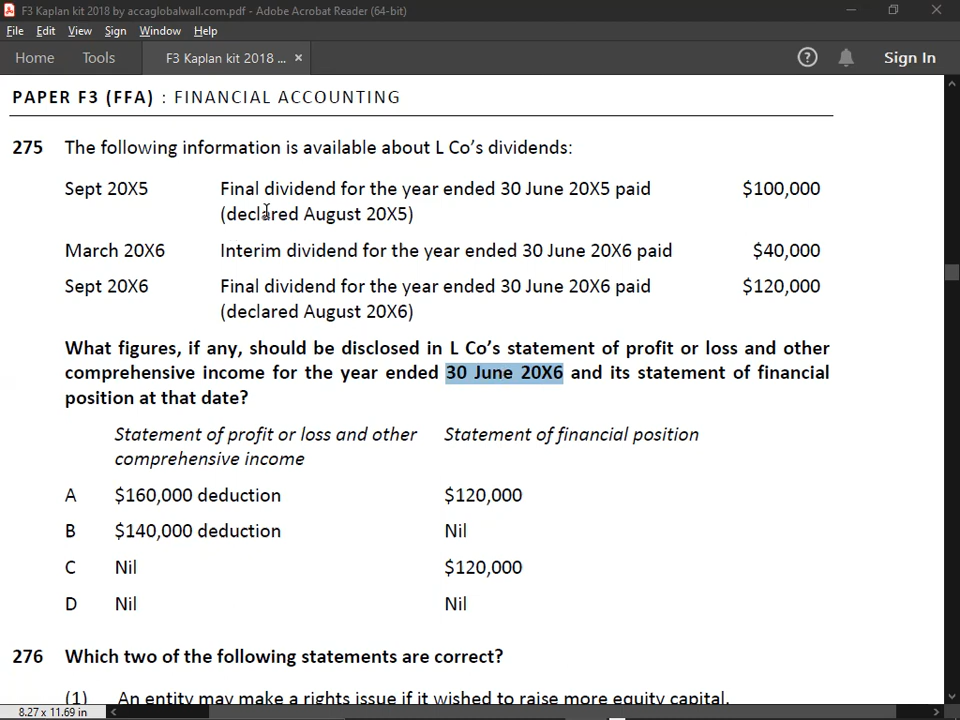 F3 Kaplan kit 2018 by accaglobalwall.com.pdf - Adobe Acrobat Reader (64-bit)
File Edit View Sign Window Help
Home Tools F3 Kaplan kit 2018 ... × ? Sign In
PAPER F3 (FFA) : FINANCIAL ACCOUNTING
275 The following information is available about L Co's dividends:
Sept 20X5 Final dividend for the year ended 30 June 20X5 paid $100,000
(declared August 20X5)
March 20X6 Interim dividend for the year ended 30 June 20X6 paid $40,000
Sept 20X6 Final dividend for the year ended 30 June 20X6 paid $120,000
(declared August 20X6)
What figures, if any, should be disclosed in L Co's statement of profit or loss and other
comprehensive income for the year ended 30 June 20X6 and its statement of financial
position at that date?
Statement of profit or loss and other Statement of financial position
comprehensive income
A $160,000 deduction $120,000
B $140,000 deduction Nil
C Nil $120,000
D Nil Nil
276 Which two of the following statements are correct?
(1) An entity may make a rights issue if it wished to raise more equity capital.
8.27 x 11.69 in